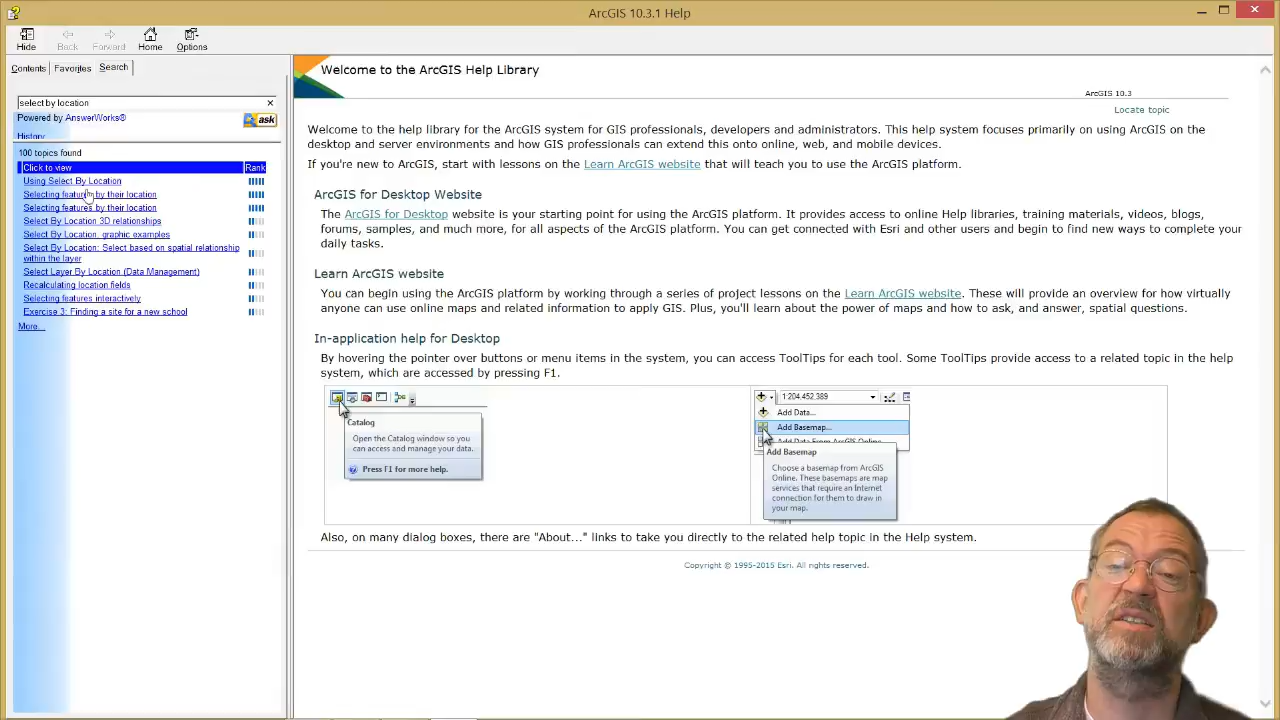 ArcGIS 10.3.1 Help
Hide
Back
Forward
Home
Options
Contents
Favorites
Search
select by location
Powered by AnswerWorks®
ask
History
100 topics found
Click to view
Rank
Using Select By Location
Selecting features by their location
Selecting features by their location
Select By Location 3D relationships
Select By Location: graphic examples
Select By Location: Select based on spatial relationship
within the layer
Select Layer By Location (Data Management)
Recalculating location fields
Selecting features interactively
Exercise 3: Finding a site for a new school
More...
Welcome to the ArcGIS Help Library
ArcGIS 10.3
Locate topic
Welcome to the help library for the ArcGIS system for GIS professionals, developers and administrators. This help system focuses primarily on using ArcGIS on the
desktop and server environments and how GIS professionals can extend this onto online, web, and mobile devices.
If you're new to ArcGIS, start with lessons on the Learn ArcGIS website that will teach you to use the ArcGIS platform.
ArcGIS for Desktop Website
The ArcGIS for Desktop website is your starting point for using the ArcGIS platform. It provides access to online Help libraries, training materials, videos, blogs,
forums, samples, and much more, for all aspects of the ArcGIS platform. You can get connected with Esri and other users and begin to find new ways to complete your
daily tasks.
Learn ArcGIS website
You can begin using the ArcGIS platform by working through a series of project lessons on the Learn ArcGIS website. These will provide an overview for how virtually
anyone can use online maps and related information to apply GIS. Plus, you'll learn about the power of maps and how to ask, and answer, spatial questions.
In-application help for Desktop
By hovering the pointer over buttons or menu items in the system, you can access ToolTips for each tool. Some ToolTips provide access to a related topic in the help
system, which are accessed by pressing F1.
Catalog
Open the Catalog window so you
can access and manage your data.
Press F1 for more help.
1:204,452,389
Add Data...
Add Basemap...
Add Data From ArcGIS Online...
Add Basemap
Choose a basemap from ArcGIS
Online. These basemaps are map
services that require an Internet
connection for them to draw in
your map.
Also, on many dialog boxes, there are "About..." links to take you directly to the related help topic in the Help system.
Copyright © 1995-2015 Esri. All rights reserved.